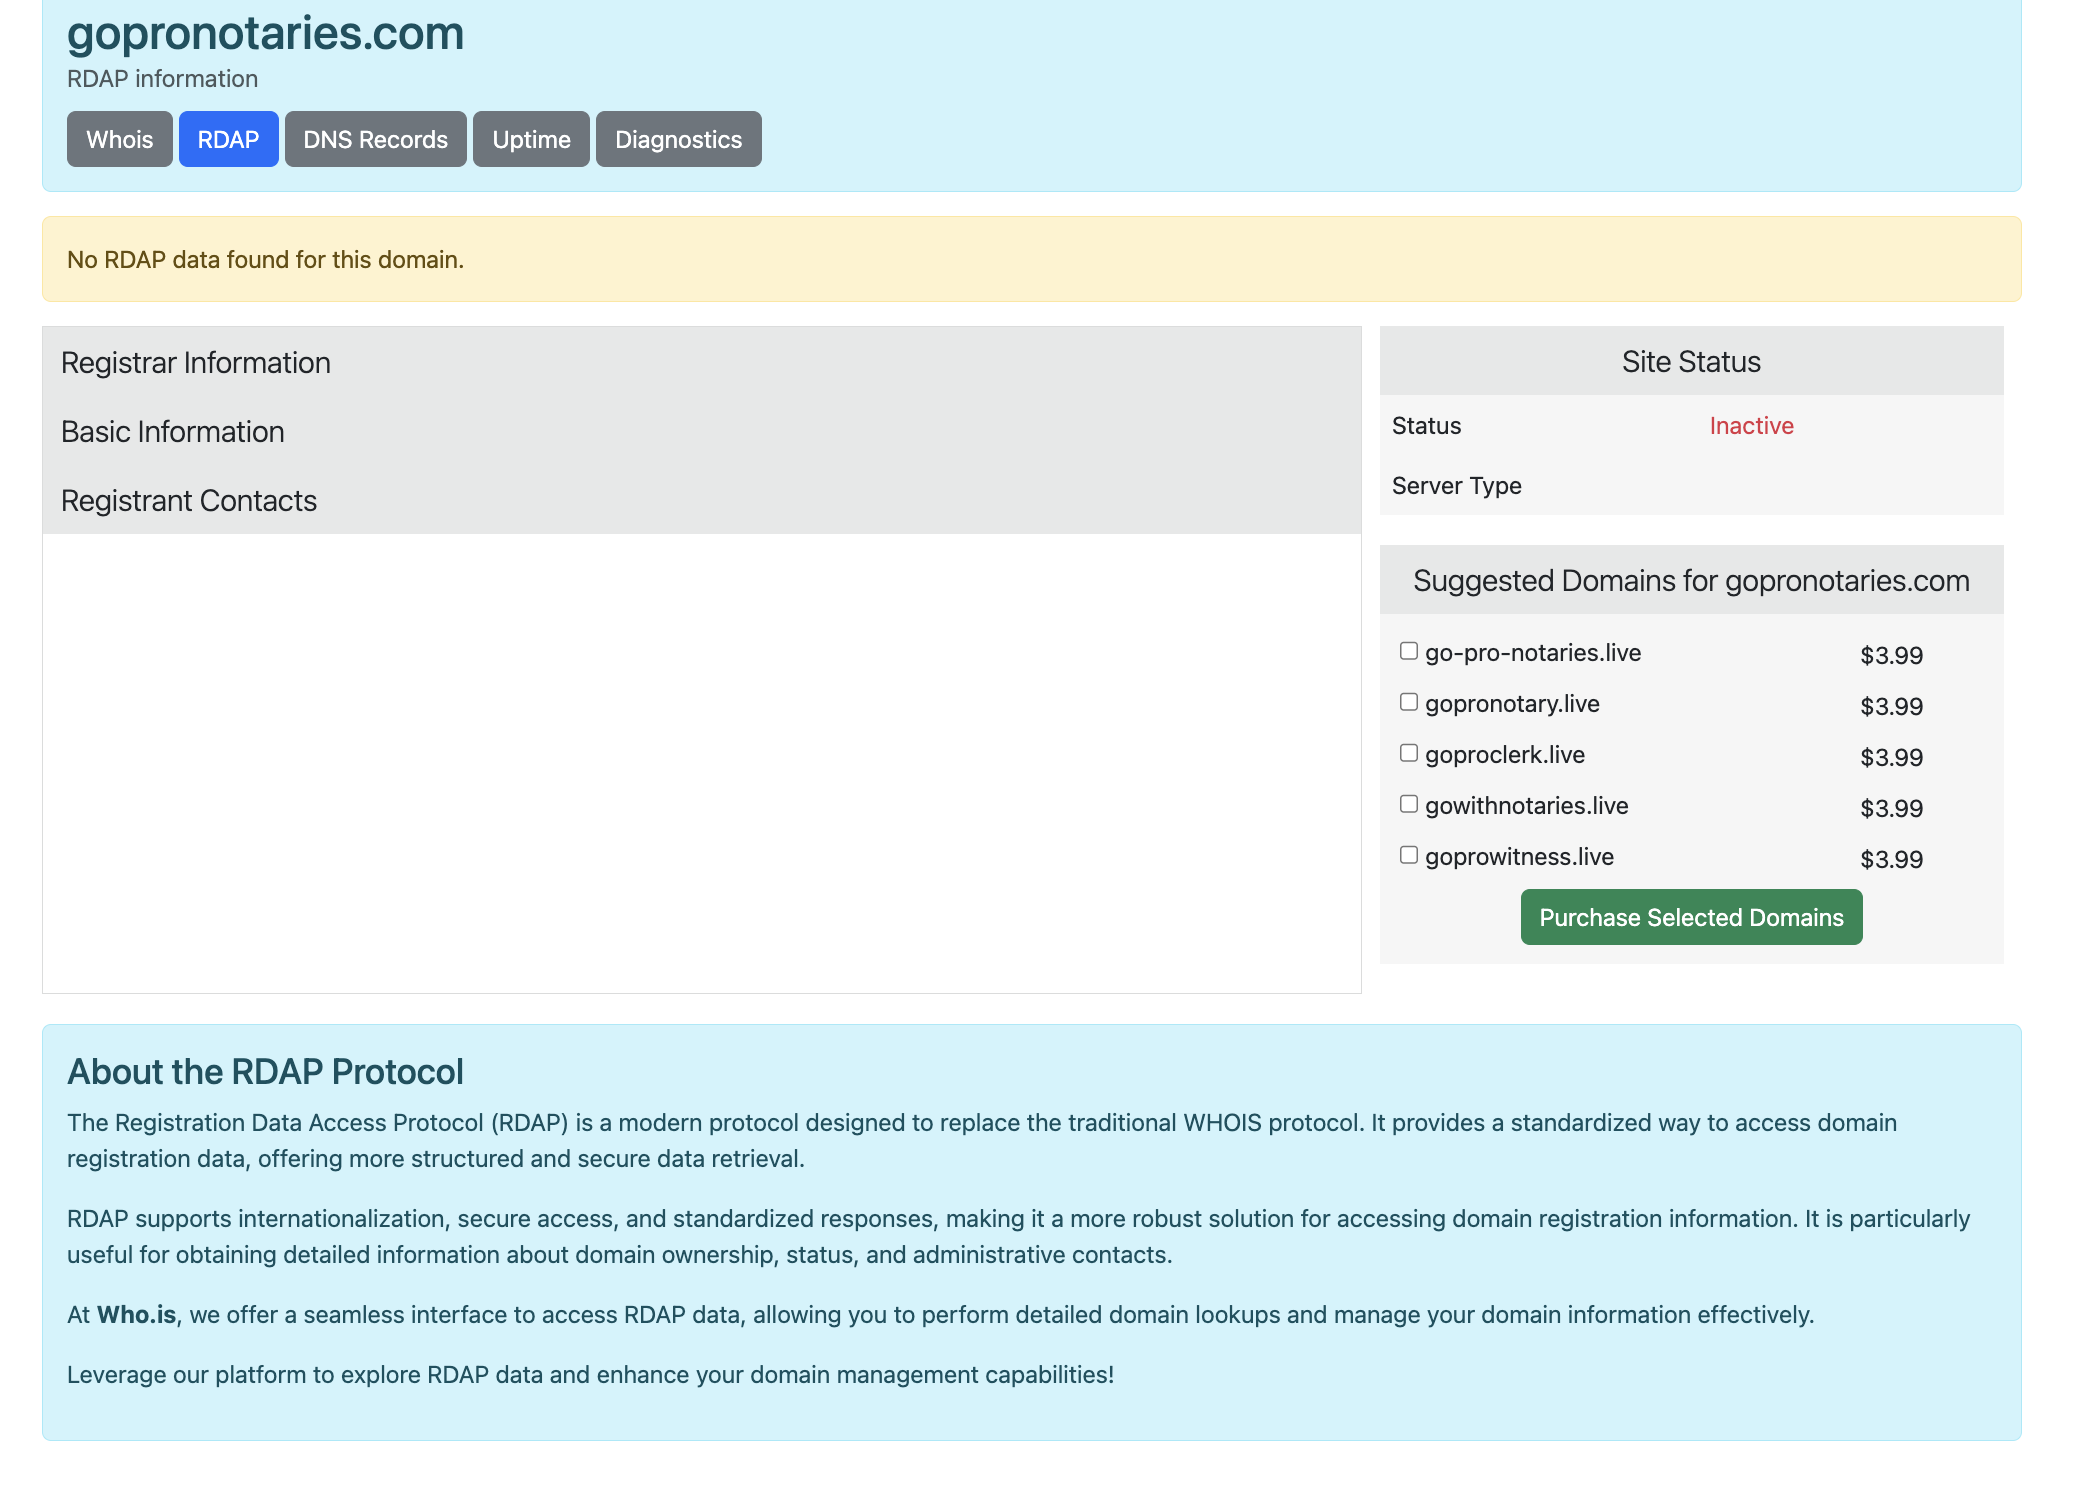 gopronotaries.com
RDAP information
Whois RDAP DNS Records Uptime Diagnostics
No RDAP data found for this domain.
Registrar Information
Basic Information
Registrant Contacts
Site Status
Status Inactive
Server Type
Suggested Domains for gopronotaries.com
go-pro-notaries.live $3.99
gopronotary.live $3.99
goproclerk.live $3.99
gowithnotaries.live $3.99
goprowitness.live $3.99
Purchase Selected Domains
About the RDAP Protocol
The Registration Data Access Protocol (RDAP) is a modern protocol designed to replace the traditional WHOIS protocol. It provides a standardized way to access domain
registration data, offering more structured and secure data retrieval.
RDAP supports internationalization, secure access, and standardized responses, making it a more robust solution for accessing domain registration information. It is particularly
useful for obtaining detailed information about domain ownership, status, and administrative contacts.
At Who.is, we offer a seamless interface to access RDAP data, allowing you to perform detailed domain lookups and manage your domain information effectively.
Leverage our platform to explore RDAP data and enhance your domain management capabilities!